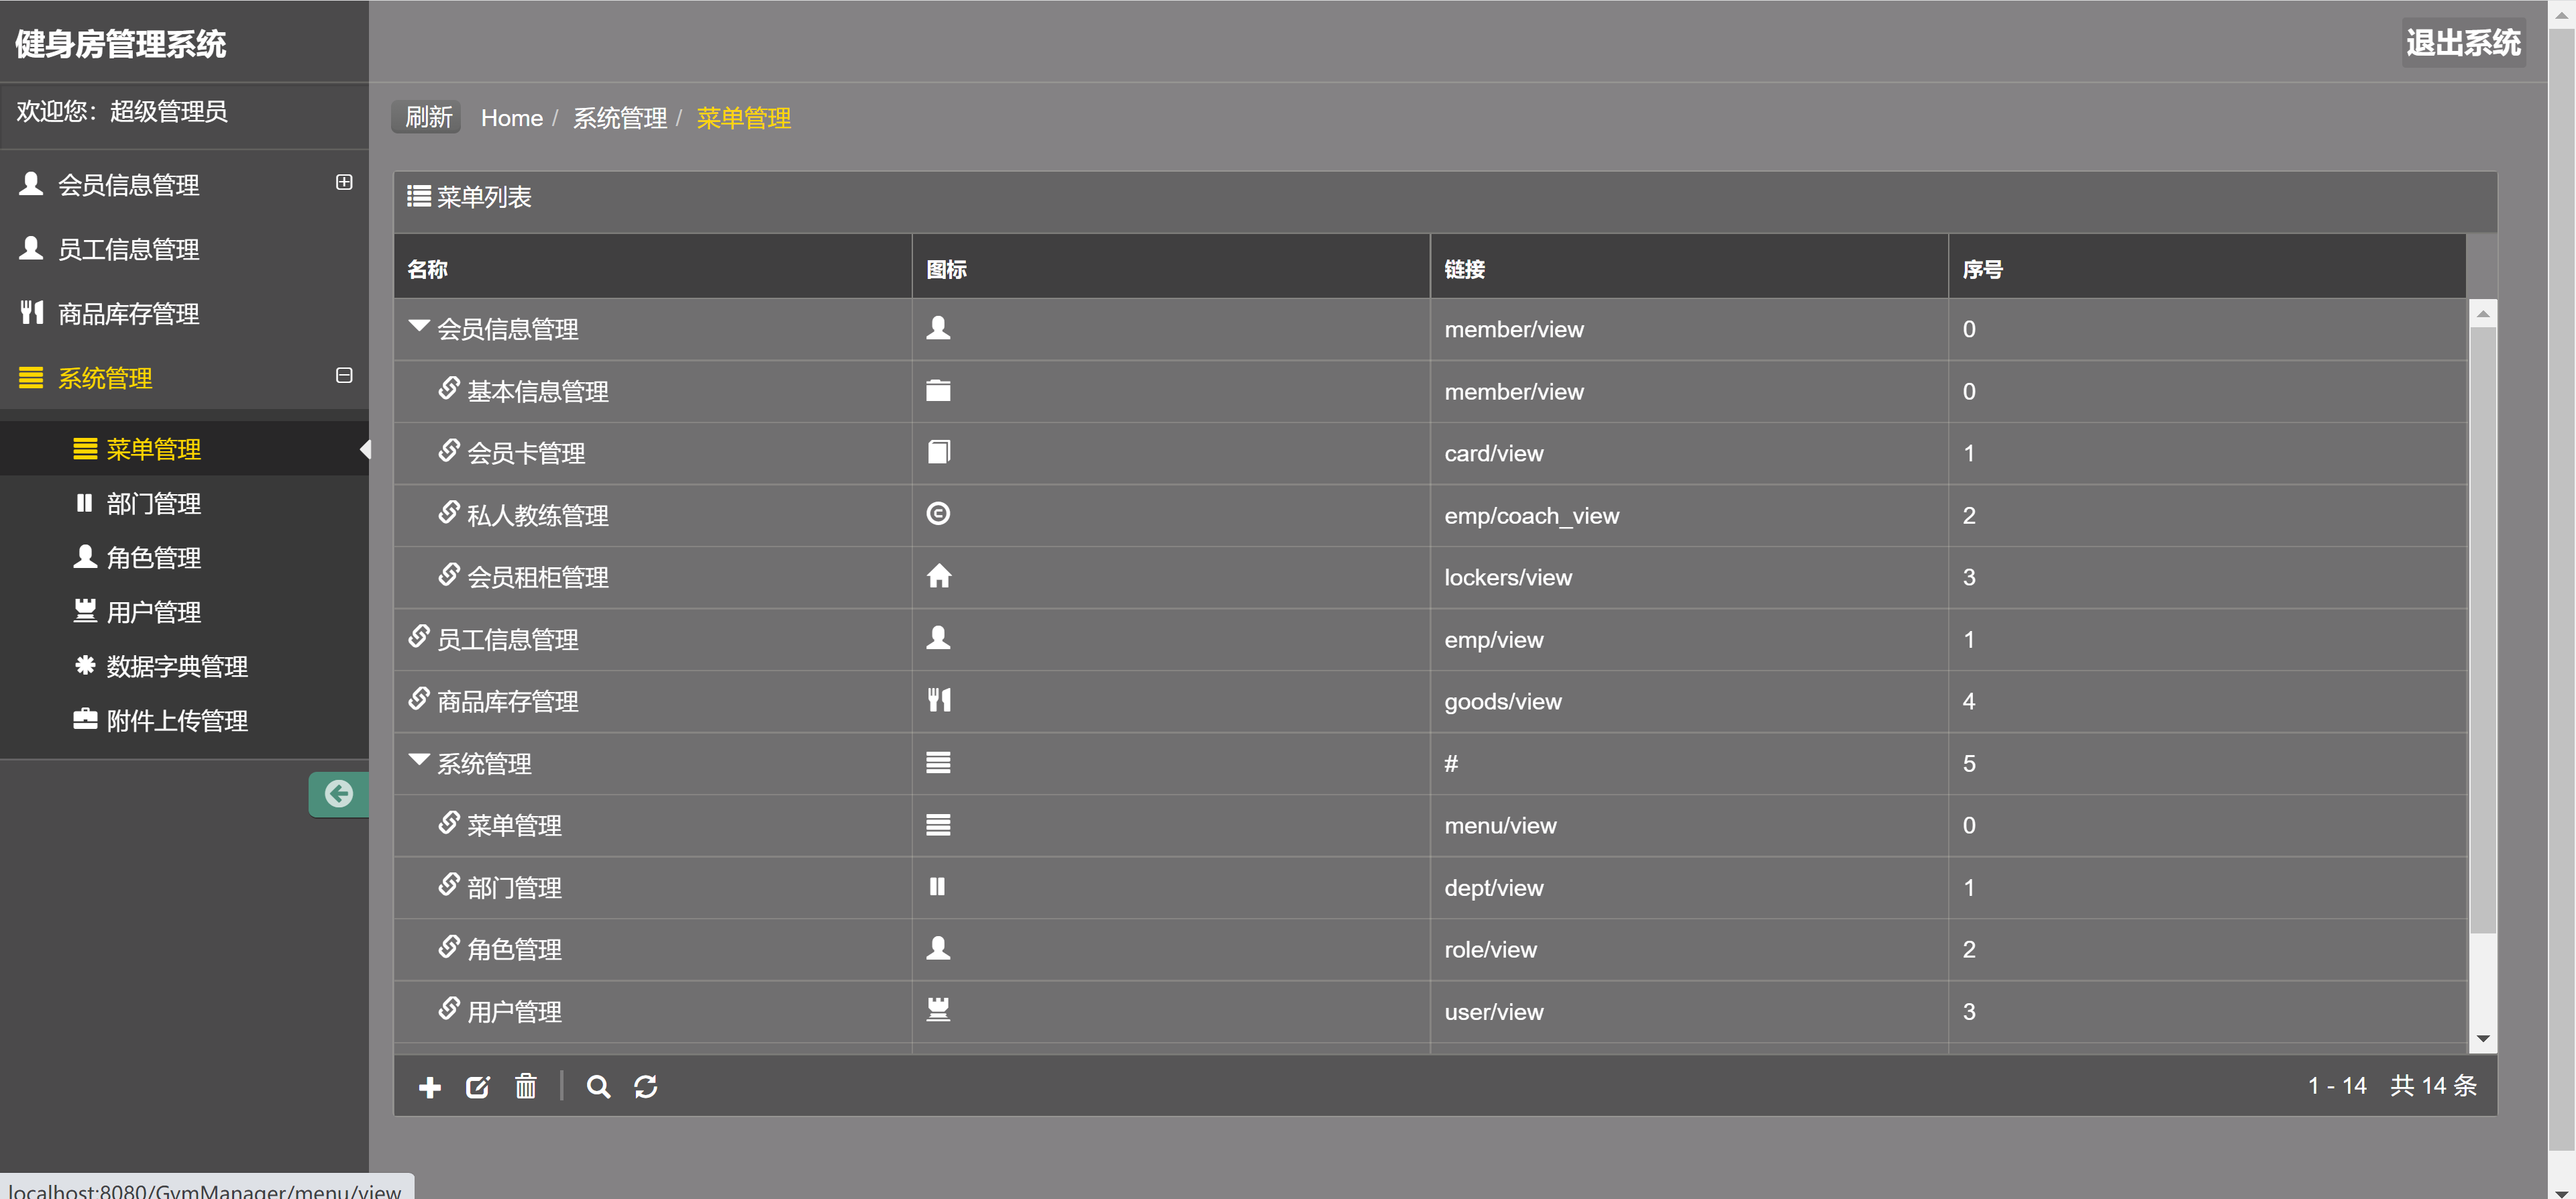 健身房管理系统
退出系统
欢迎您：超级管理员
刷新 Home / 系统管理 / 菜单管理
会员信息管理
员工信息管理
商品库存管理
系统管理
菜单管理
部门管理
角色管理
用户管理
数据字典管理
附件上传管理
菜单列表
名称 图标 链接 序号
会员信息管理 member/view 0
基本信息管理 member/view 0
会员卡管理 card/view 1
私人教练管理 emp/coach_view 2
会员租柜管理 lockers/view 3
员工信息管理 emp/view 1
商品库存管理 goods/view 4
系统管理 # 5
菜单管理 menu/view 0
部门管理 dept/view 1
角色管理 role/view 2
用户管理 user/view 3
1 - 14 共 14 条
localhost:8080/GymManager/menu/view